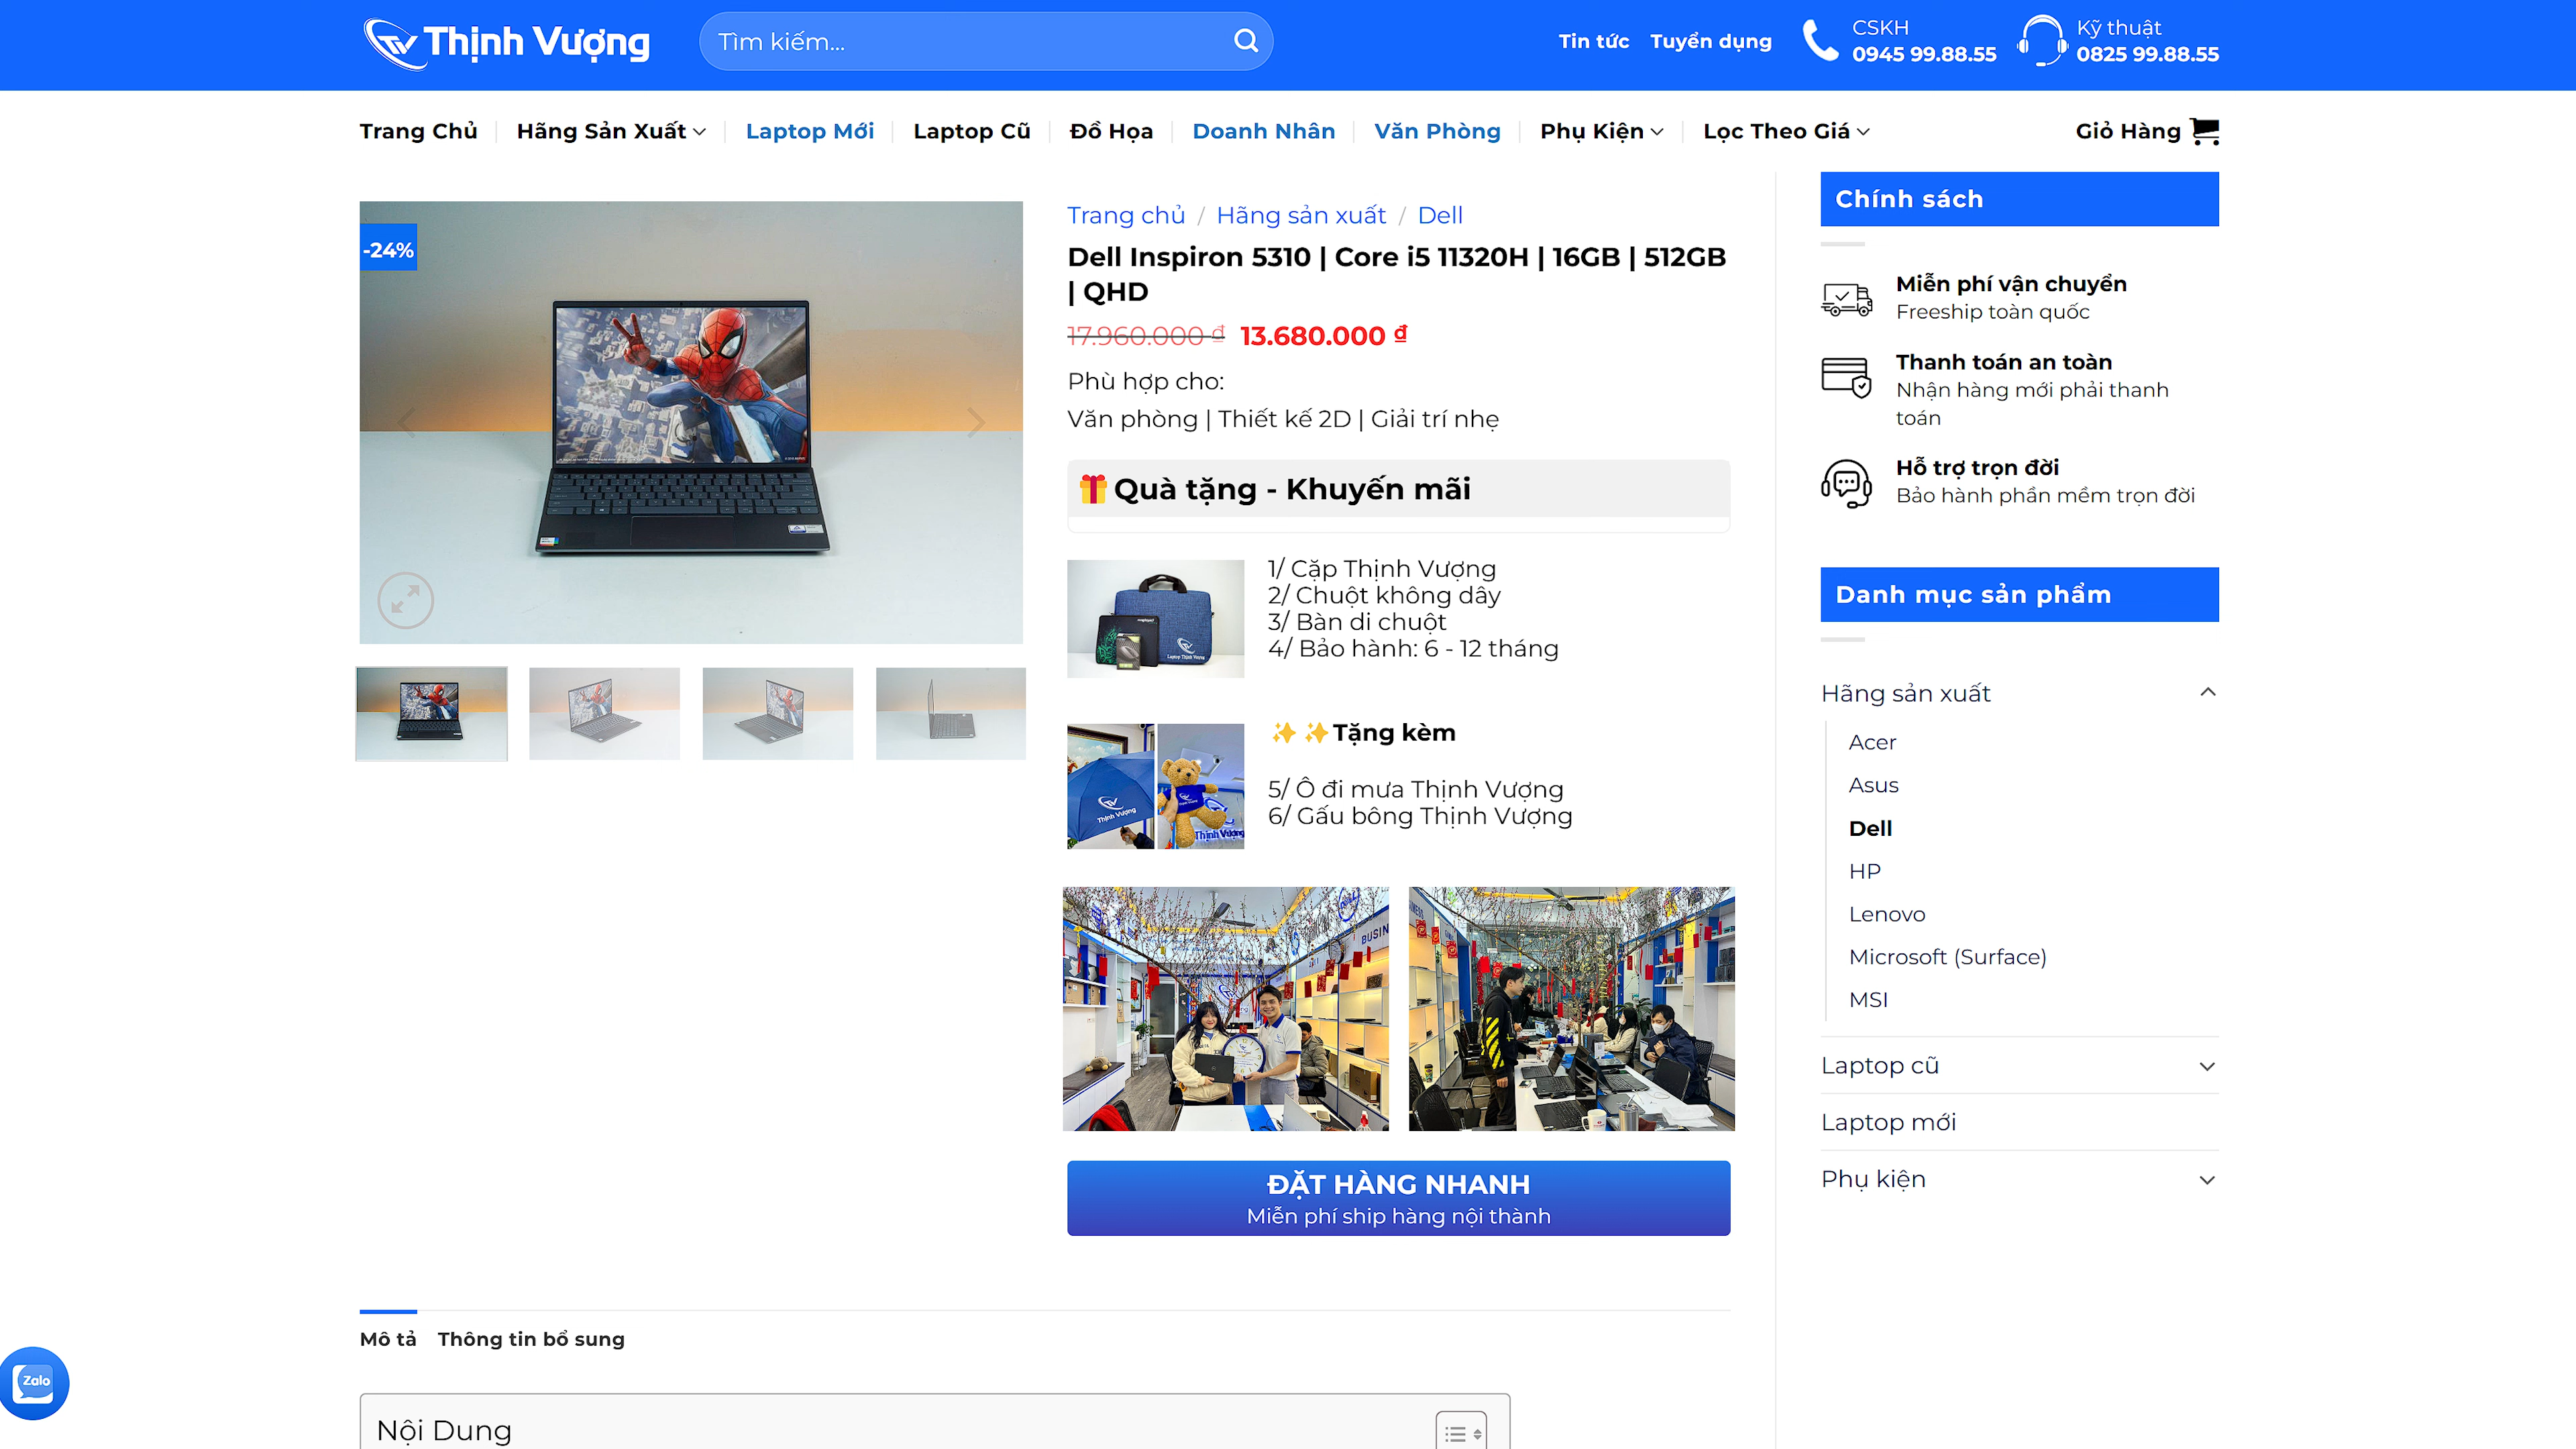 Thịnh Vượng
Tìm kiếm...
Tin tức
Tuyển dụng
CSKH
0945 99.88.55
Kỹ thuật
0825 99.88.55
Trang Chủ
Hãng Sản Xuất
Laptop Mới
Laptop Cũ
Đồ Họa
Doanh Nhân
Văn Phòng
Phụ Kiện
Lọc Theo Giá
Giỏ Hàng
-24%
Trang chủ / Hãng sản xuất / Dell
Dell Inspiron 5310 | Core i5 11320H | 16GB | 512GB
| QHD
17.960.000 ₫ 13.680.000 ₫
Phù hợp cho:
Văn phòng | Thiết kế 2D | Giải trí nhẹ
Quà tặng - Khuyến mãi
1/ Cặp Thịnh Vượng
2/ Chuột không dây
3/ Bàn di chuột
4/ Bảo hành: 6 - 12 tháng
Laptop Thịnh Vượng
Tặng kèm
5/ Ô đi mưa Thịnh Vượng
6/ Gấu bông Thịnh Vượng
Thịnh Vượng
Thịnh Vượng
BUSIN
ĐẶT HÀNG NHANH
Miễn phí ship hàng nội thành
Mô tả
Thông tin bổ sung
Nội Dung
Zalo
Chính sách
Miễn phí vận chuyển
Freeship toàn quốc
Thanh toán an toàn
Nhận hàng mới phải thanh
toán
Hỗ trợ trọn đời
Bảo hành phần mềm trọn đời
Danh mục sản phẩm
Hãng sản xuất
Acer
Asus
Dell
HP
Lenovo
Microsoft (Surface)
MSI
Laptop cũ
Laptop mới
Phụ kiện